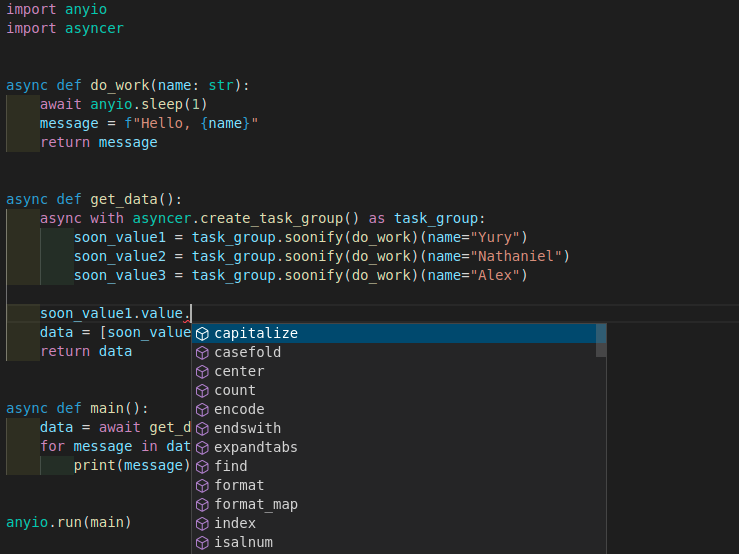 import anyio
import asyncer
async def do_work(name: str):
await anyio.sleep(1)
message = f"Hello, {name}"
return message
async def get_data():
async with asyncer.create_task_group() as task_group:
soon_value1 = task_group.soonify(do_work)(name="Yury")
soon_value2 = task_group.soonify(do_work)(name="Nathaniel")
soon_value3 = task_group.soonify(do_work)(name="Alex")
soon_value1.value.
data = [soon_value
return data
async def main():
data = await get_d
for message in dat
print(message)
anyio.run(main)
capitalize
casefold
center
count
encode
endswith
expandtabs
find
format
format_map
index
isalnum